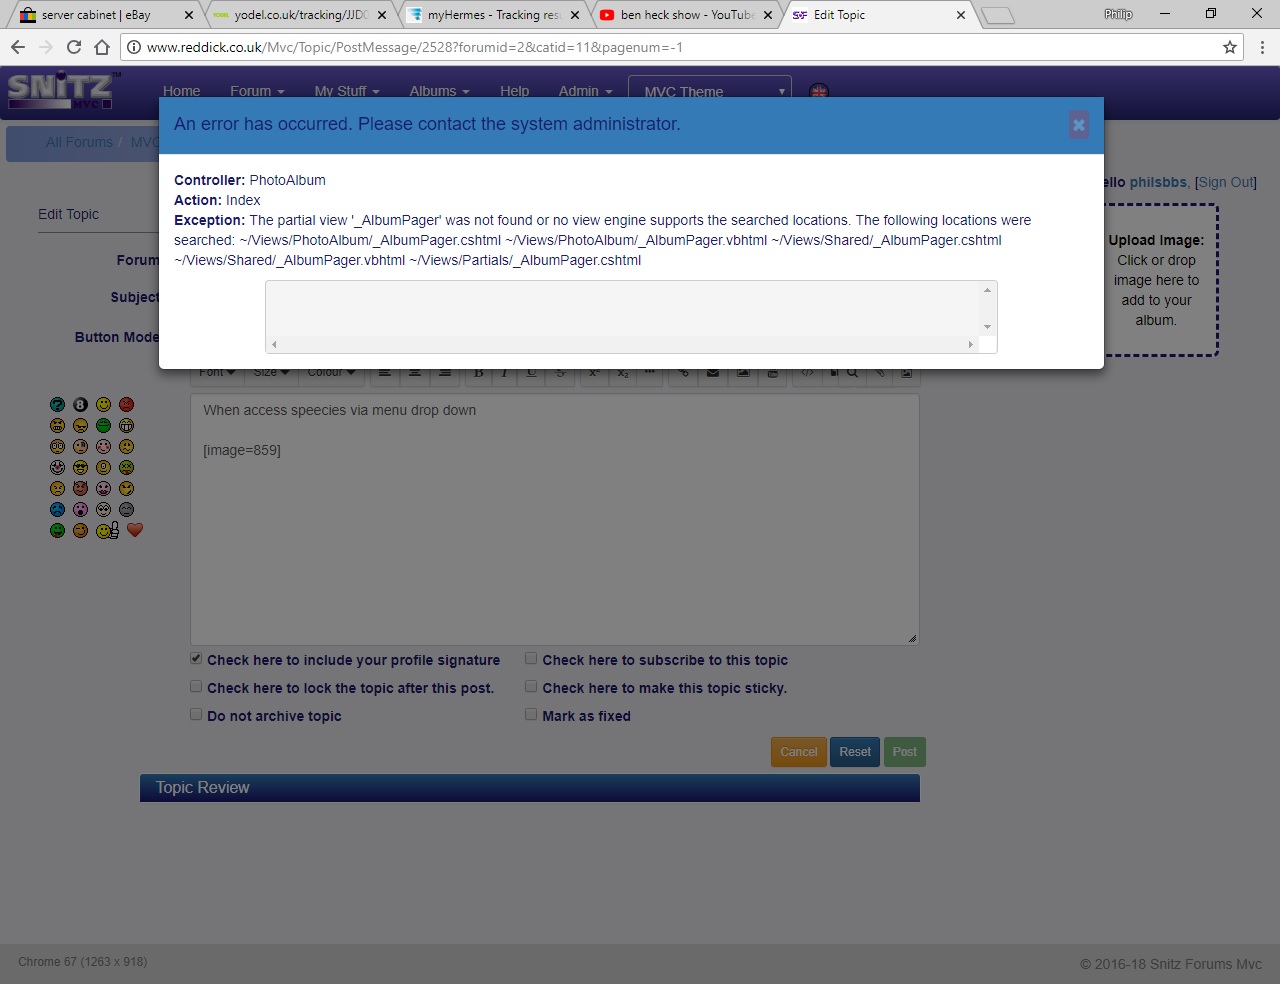 server cabinet | eBay
yodel.co.uk/tracking/JJD0
myHermes - Tracking res
ben heck show - YouTube
Edit Topic
Philip
www.reddick.co.uk/Mvc/Topic/PostMessage/2528?forumid=2&catid=11&pagenum=-1
SNiTZ™
MVC
Home
Forum
My Stuff
Albums
Help
Admin
MVC Theme
An error has occurred. Please contact the system administrator.
All Forums / MVC
Controller: PhotoAlbum
Action: Index
Exception: The partial view '_AlbumPager' was not found or no view engine supports the searched locations. The following locations were
searched: ~/Views/PhotoAlbum/_AlbumPager.cshtml ~/Views/PhotoAlbum/_AlbumPager.vbhtml ~/Views/Shared/_AlbumPager.cshtml
~/Views/Shared/_AlbumPager.vbhtml ~/Views/Partials/_AlbumPager.cshtml
ello philsbbs, [Sign Out]
Edit Topic
Upload Image:
Click or drop
image here to
add to your
album.
Forum
Subject
Button Mode
Font
Size
Colour
B I U S x² x₂
When access speecies via menu drop down
[image=859]
Check here to include your profile signature
Check here to subscribe to this topic
Check here to lock the topic after this post.
Check here to make this topic sticky.
Do not archive topic
Mark as fixed
Cancel
Reset
Post
Topic Review
Chrome 67 (1263 x 918)
© 2016-18 Snitz Forums Mvc